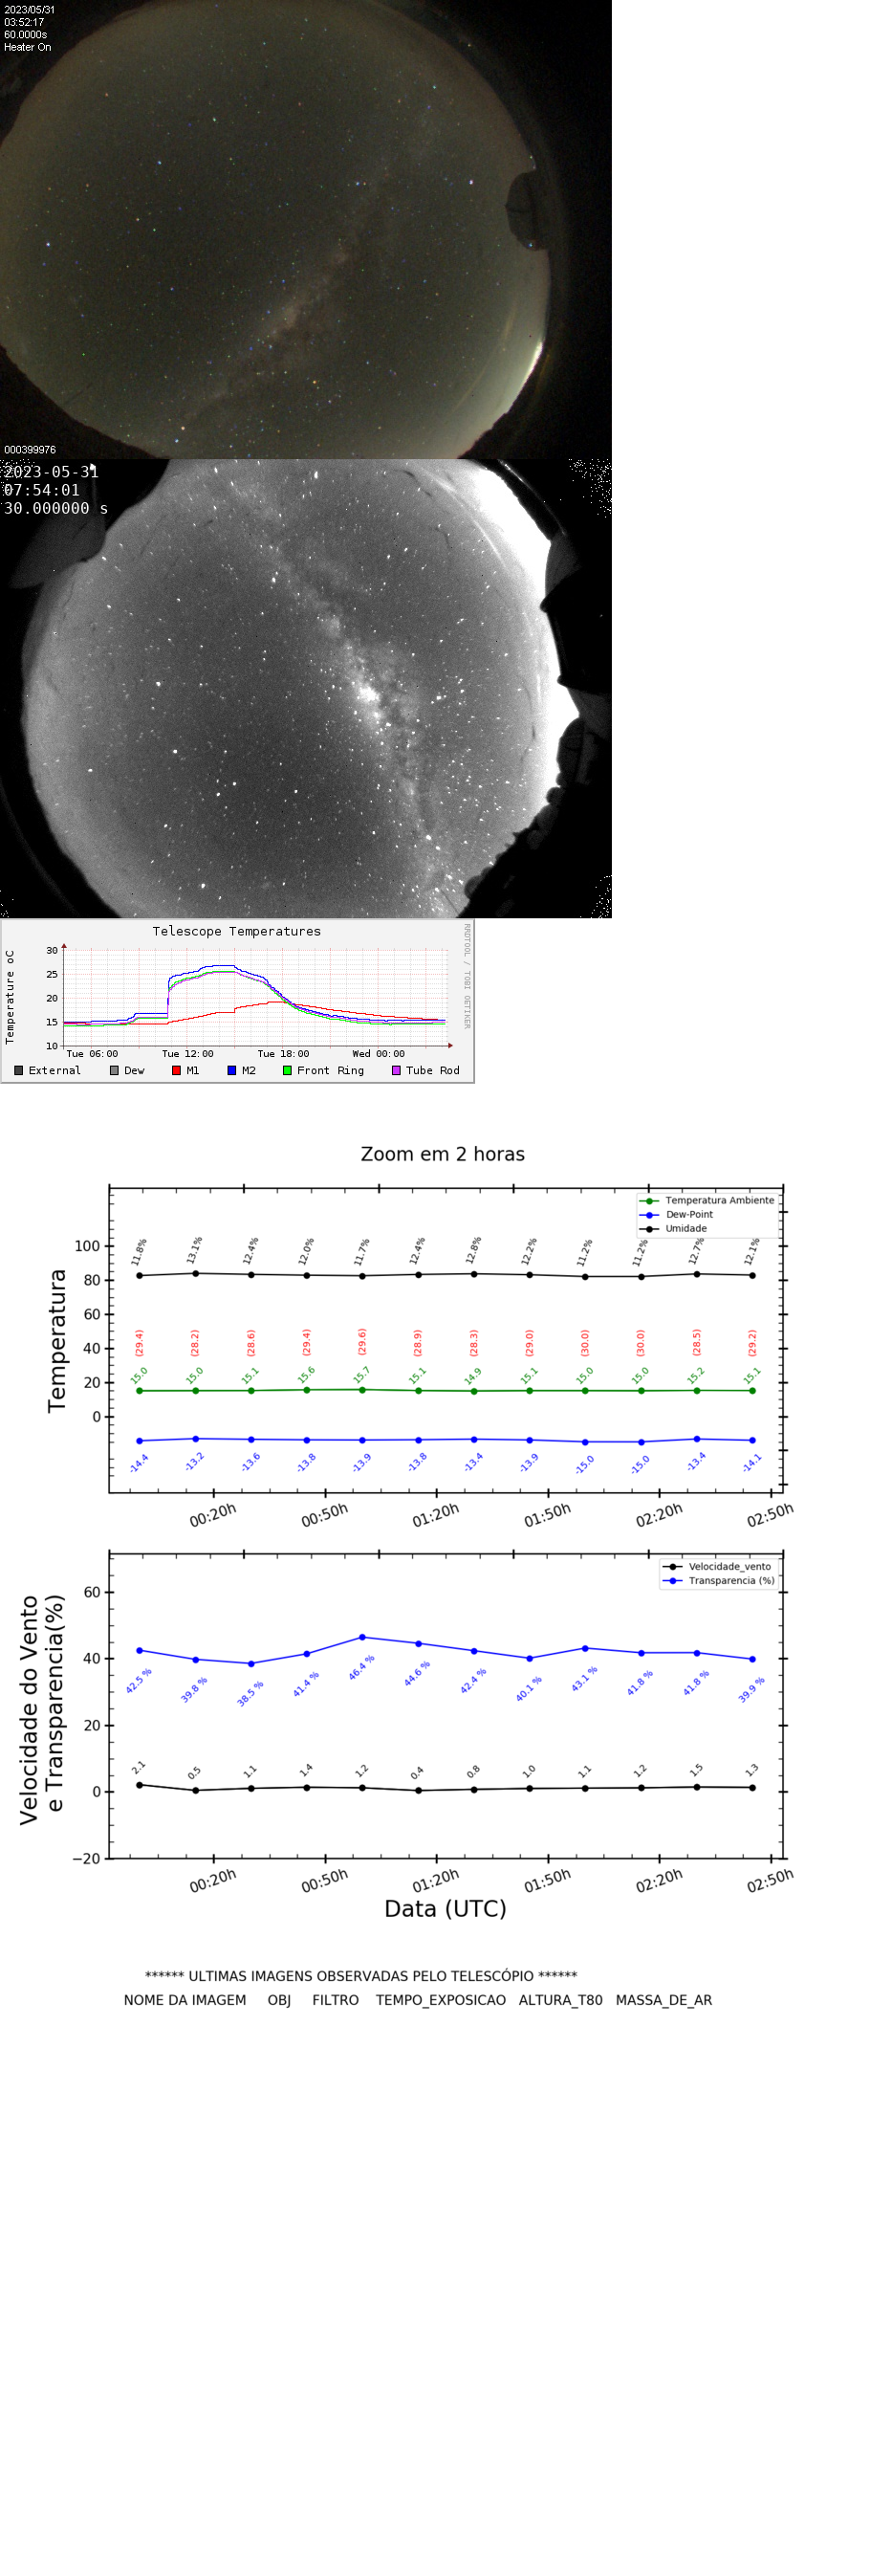 2023/05/31
03:52:17
60.0000s
Heater On
000399976
2023-05-31
07:54:01
30.000000 s
Telescope Temperatures
RRDTOOL / TOBI OETIKER
Temperature oC
30
25
20
15
10
Tue 06:00 Tue 12:00 Tue 18:00 Wed 00:00
External Dew M1 M2 Front Ring Tube Rod
Zoom em 2 horas
Temperatura Ambiente
Dew-Point
Umidade
Temperatura
100
80
60
40
20
0
11.8% 13.1% 12.4% 12.0% 11.7% 12.4% 12.8% 12.2% 11.2% 11.2% 12.7% 12.1%
(29.4) (28.2) (28.6) (29.4) (29.6) (28.9) (28.3) (29.0) (30.0) (30.0) (28.5) (29.2)
15.0 15.0 15.1 15.6 15.7 15.1 14.9 15.1 15.0 15.0 15.2 15.1
-14.4 -13.2 -13.6 -13.8 -13.9 -13.8 -13.4 -13.9 -15.0 -15.0 -13.4 -14.1
00:20h 00:50h 01:20h 01:50h 02:20h 02:50h
Velocidade_vento
Transparencia (%)
Velocidade do Vento
e Transparencia(%)
60
40
20
0
−20
42.5 % 39.8 % 38.5 % 41.4 % 46.4 % 44.6 % 42.4 % 40.1 % 43.1 % 41.8 % 41.8 % 39.9 %
2.1 0.5 1.1 1.4 1.2 0.4 0.8 1.0 1.1 1.2 1.5 1.3
00:20h 00:50h 01:20h 01:50h 02:20h 02:50h
Data (UTC)
****** ULTIMAS IMAGENS OBSERVADAS PELO TELESCÓPIO ******
NOME DA IMAGEM OBJ FILTRO TEMPO_EXPOSICAO ALTURA_T80 MASSA_DE_AR